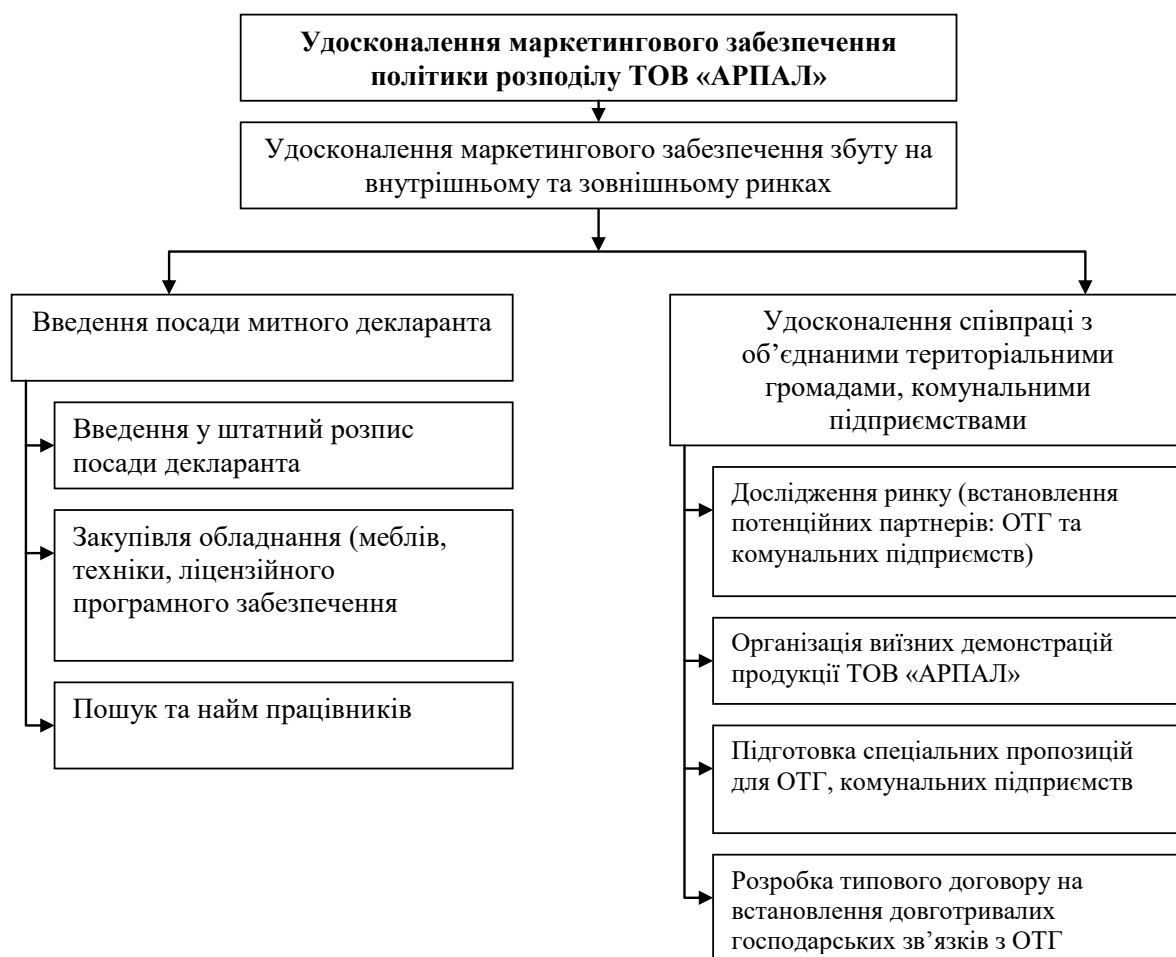 Удосконалення маркетингового забезпечення
політики розподілу ТОВ «АРПАЛ»
Удосконалення маркетингового забезпечення збуту на
внутрішньому та зовнішньому ринках
Введення посади митного декларанта
Введення у штатний розпис
посади декларанта
Закупівля обладнання (меблів,
техніки, ліцензійного
програмного забезпечення
Пошук та найм працівників
Удосконалення співпраці з
об’єднаними територіальними
громадами, комунальними
підприємствами
Дослідження ринку (встановлення
потенційних партнерів: ОТГ та
комунальних підприємств)
Організація виїзних демонстрацій
продукції ТОВ «АРПАЛ»
Підготовка спеціальних пропозицій
для ОТГ, комунальних підприємств
Розробка типового договору на
встановлення довготривалих
господарських зв’язків з ОТГ